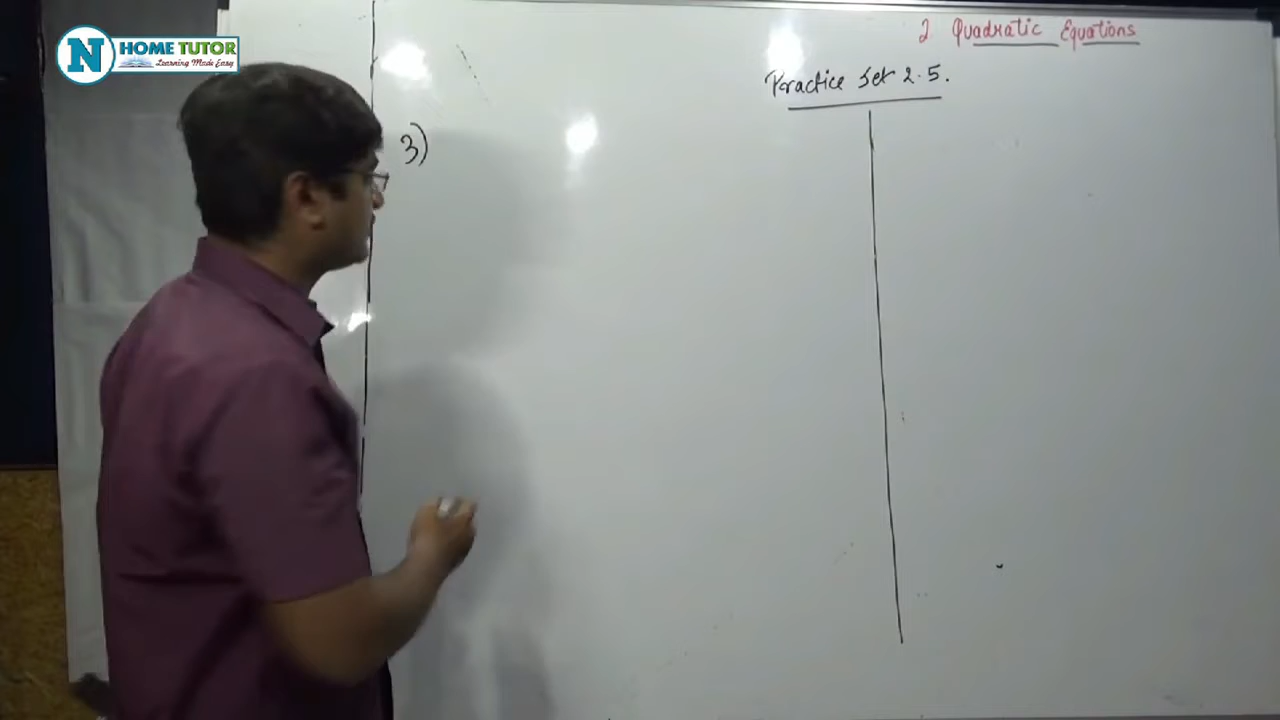 N HOME TUTOR
Learning Made Easy
2 Quadratic Equations
Practice Set 2.5.
3)